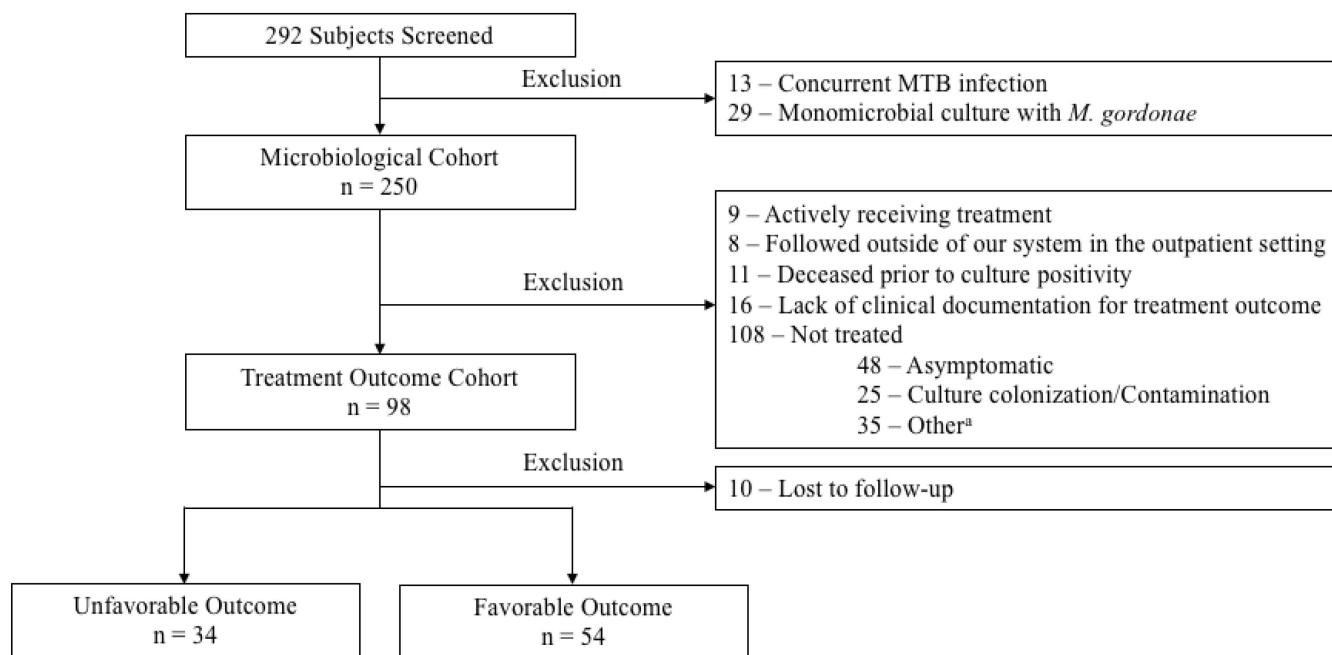 292 Subjects Screened
Exclusion
13 – Concurrent MTB infection
29 – Monomicrobial culture with M. gordonae
Microbiological Cohort
n = 250
Exclusion
9 – Actively receiving treatment
8 – Followed outside of our system in the outpatient setting
11 – Deceased prior to culture positivity
16 – Lack of clinical documentation for treatment outcome
108 – Not treated
48 – Asymptomatic
25 – Culture colonization/Contamination
35 – Otherᵃ
Treatment Outcome Cohort
n = 98
Exclusion
10 – Lost to follow-up
Unfavorable Outcome
n = 34
Favorable Outcome
n = 54